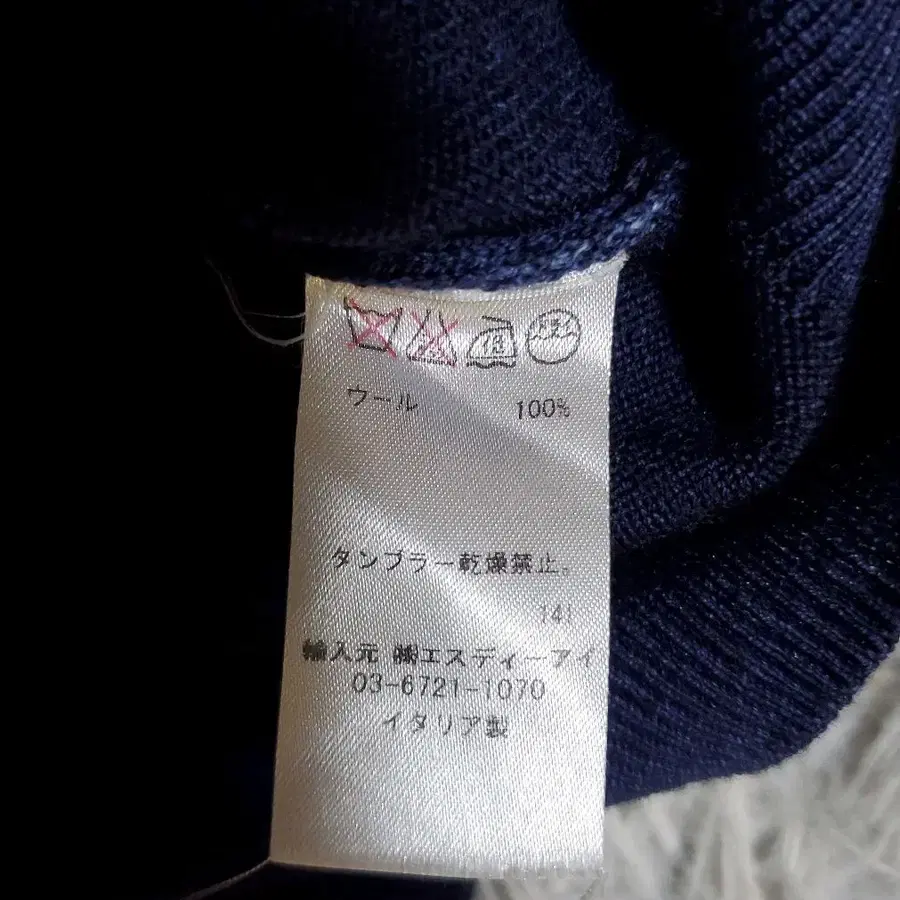 中
ウール 100%
タンブラー乾燥禁止。
141
輸入元 ㈱エスディーアイ
03-6721-1070
イタリア製